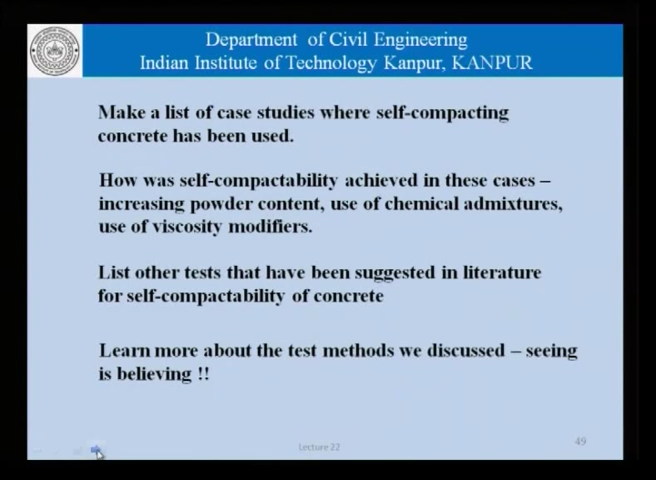 Department of Civil Engineering
Indian Institute of Technology Kanpur, KANPUR
Make a list of case studies where self-compacting
concrete has been used.
How was self-compactability achieved in these cases –
increasing powder content, use of chemical admixtures,
use of viscosity modifiers.
List other tests that have been suggested in literature
for self-compactability of concrete
Learn more about the test methods we discussed – seeing
is believing !!
Lecture 22
49